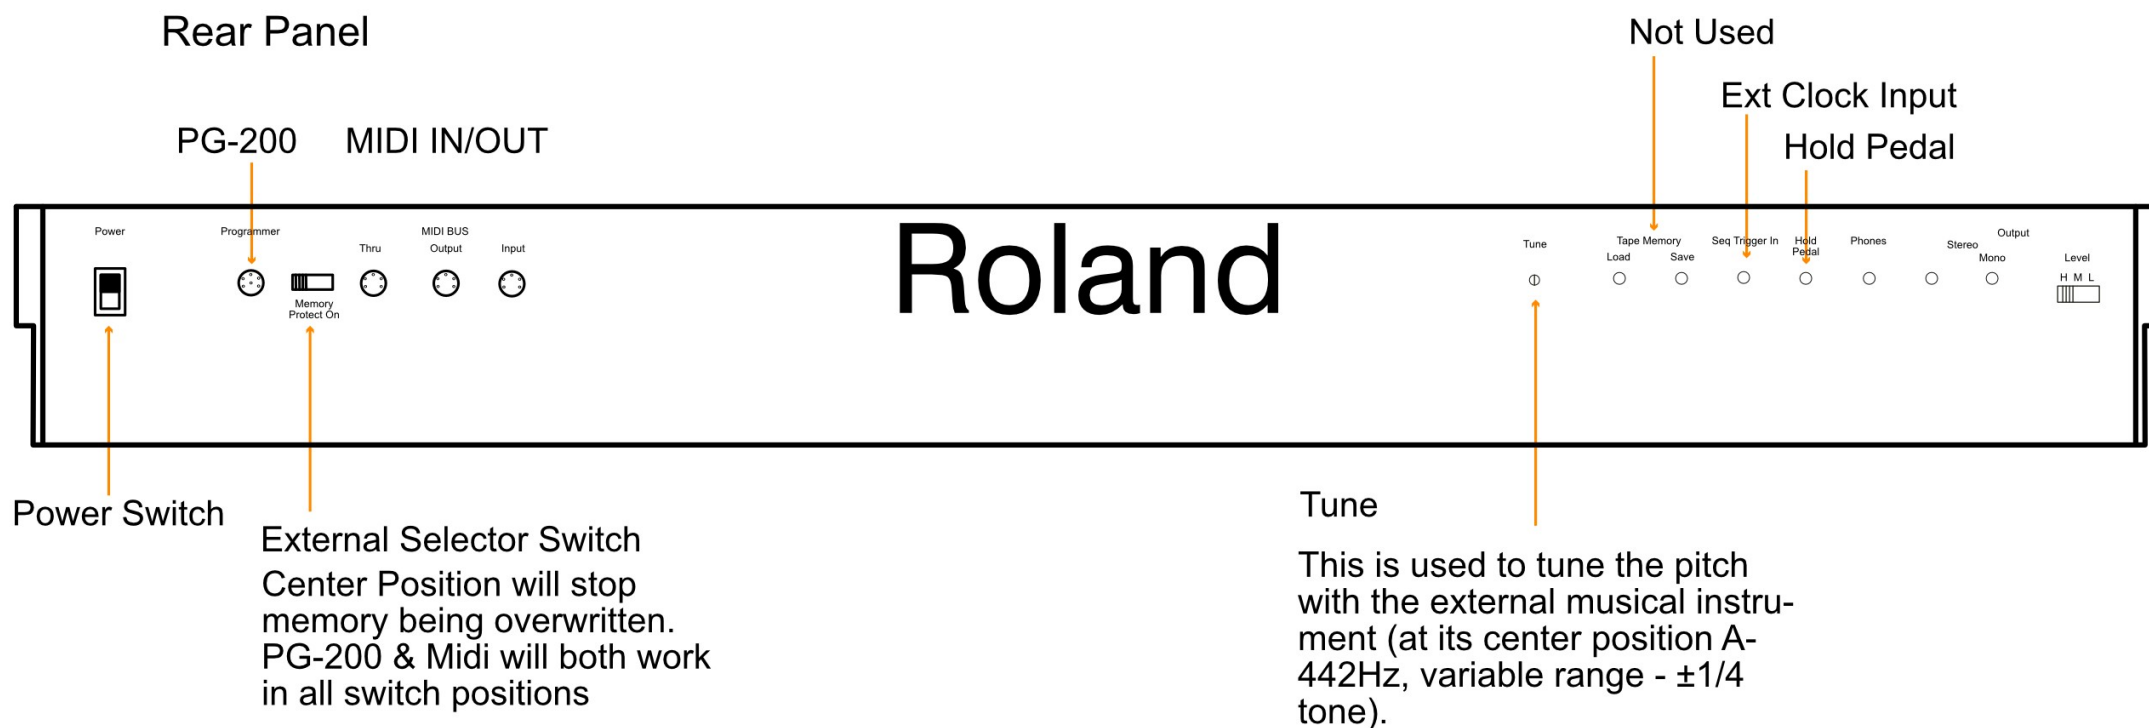 Rear Panel
Not Used
Ext Clock Input
PG-200
MIDI IN/OUT
Hold Pedal
Roland
Power
Programmer
MIDI BUS
Thru
Output
Input
Memory
Protect On
Tune
Tape Memory
Load
Save
Seq Trigger In
Hold
Pedal
Phones
Output
Stereo
Mono
Level
H M L
Power Switch
External Selector Switch
Center Position will stop
memory being overwritten.
PG-200 & Midi will both work
in all switch positions
Tune
This is used to tune the pitch
with the external musical instru-
ment (at its center position A-
442Hz, variable range - ±1/4
tone).